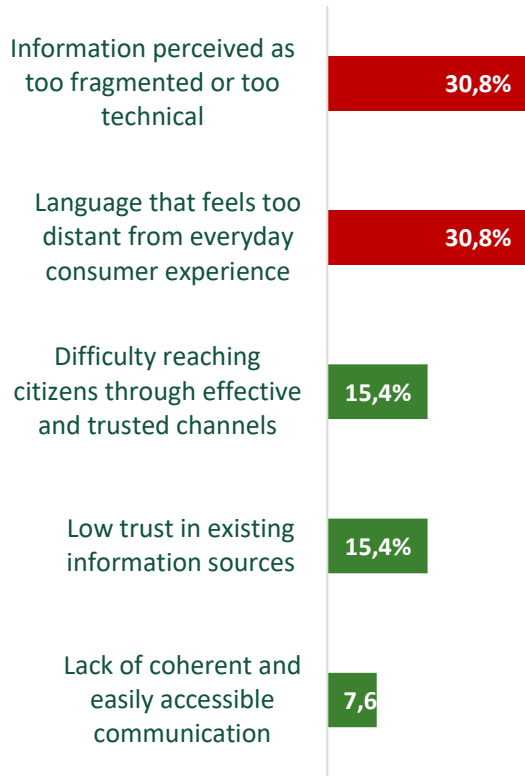 Information perceived as
too fragmented or too
technical
30,8%
Language that feels too
distant from everyday
consumer experience
30,8%
Difficulty reaching
citizens through effective
and trusted channels
15,4%
Low trust in existing
information sources
15,4%
Lack of coherent and
easily accessible
communication
7,6